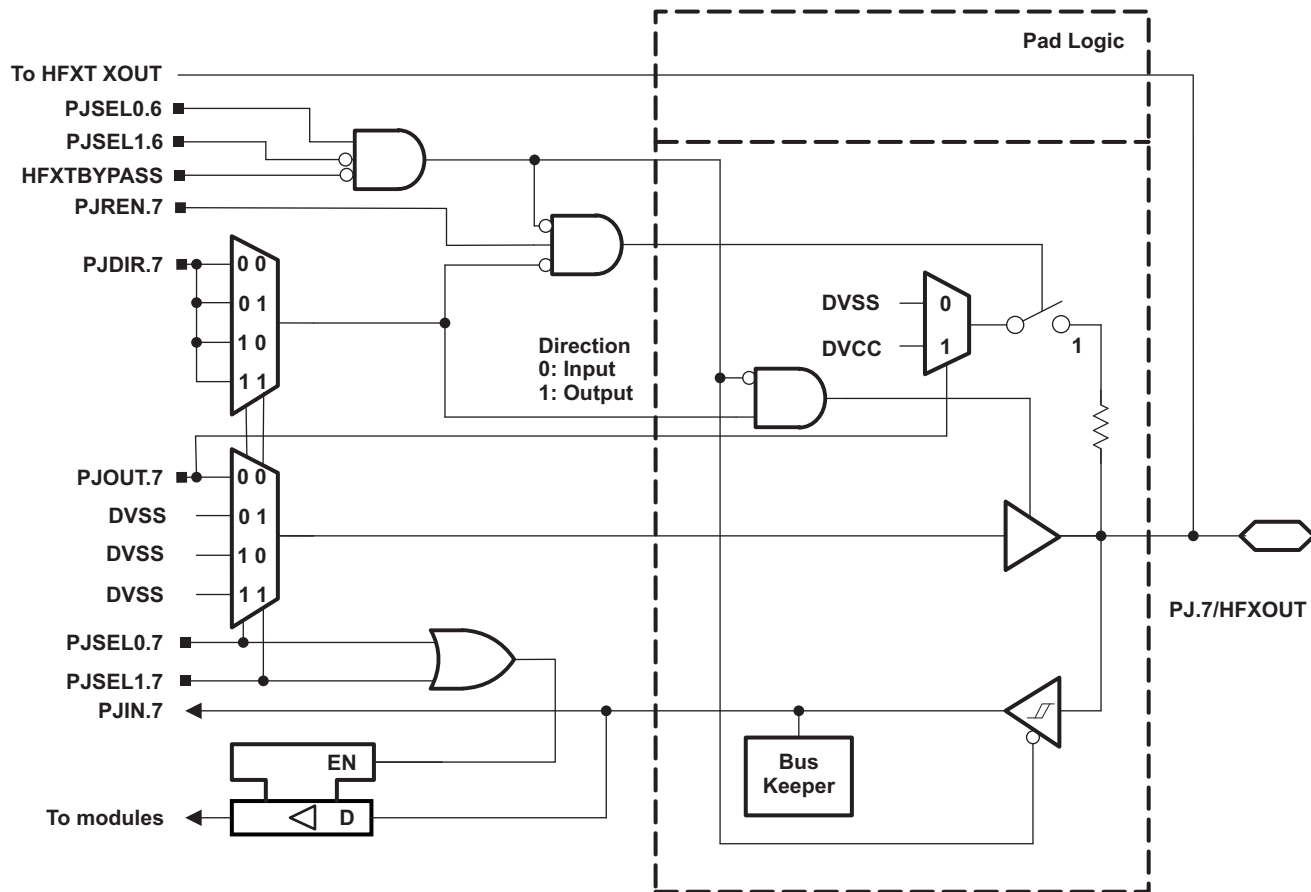 Pad Logic
To HFXT XOUT
PJSEL0.6
PJSEL1.6
HFXTBYPASS
PJREN.7
PJDIR.7
0 0
0 1
1 0
1 1
DVSS
0
DVCC
1
1
Direction
0: Input
1: Output
PJOUT.7
0 0
DVSS
0 1
DVSS
1 0
DVSS
1 1
PJ.7/HFXOUT
PJSEL0.7
PJSEL1.7
PJIN.7
EN
Bus
Keeper
To modules
D